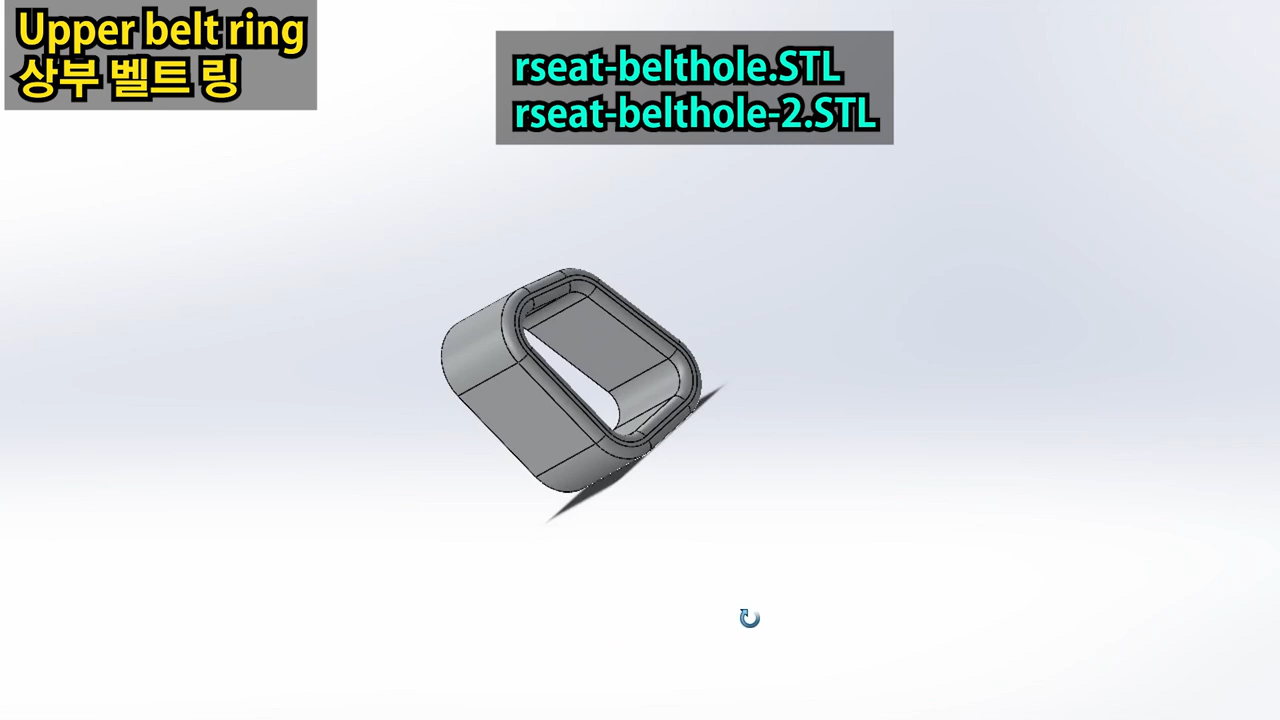 Upper belt ring
상부 벨트 링
rseat-belthole.STL
rseat-belthole-2.STL